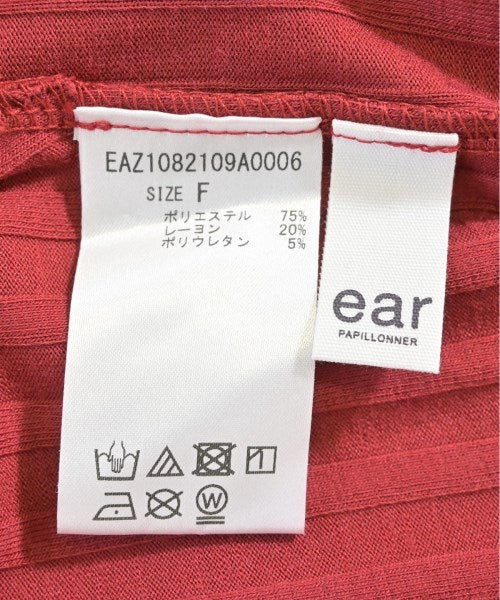 EAZ1082109A0006
SIZE F
ポリエステル 75%
レーヨン 20%
ポリウレタン 5%
ear
PAPILLONNER
W